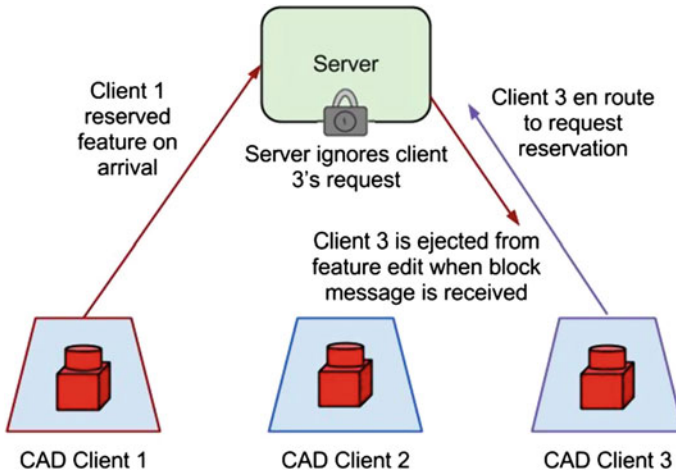 Server
Client 1
reserved
feature on
arrival
Client 3 en route
to request
reservation
Server ignores client
3's request
Client 3 is ejected from
feature edit when block
message is received
CAD Client 1
CAD Client 2
CAD Client 3